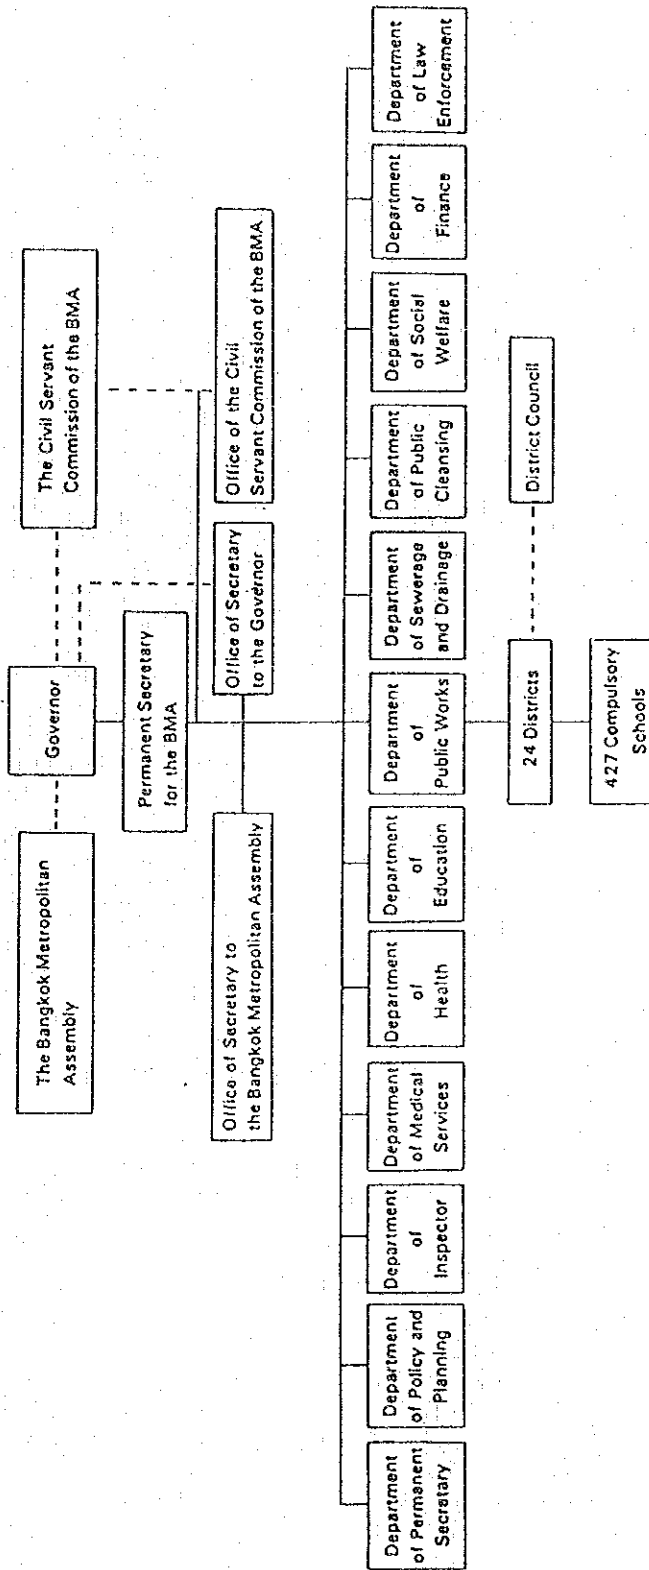 The Bangkok Metropolitan
Assembly
Governor
The Civil Servant
Commission of the BMA
Permanent Secretary
for the BMA
Office of Secretary to
the Bangkok Metropolitan Assembly
Office of Secretary
to the Governor
Office of the Civil
Servant Commission of the BMA
Department
of Permanent
Secretary
Department
of Policy and
Planning
Department
of
Inspector
Department
of Medical
Services
Department
of
Health
Department
of
Education
Department
of
Public Works
Department
of Sewerage
and Drainage
Department
of Public
Cleansing
Department
of Social
Welfare
Department
of
Finance
Department
of Law
Enforcement
24 Districts
District Council
427 Compulsory
Schools